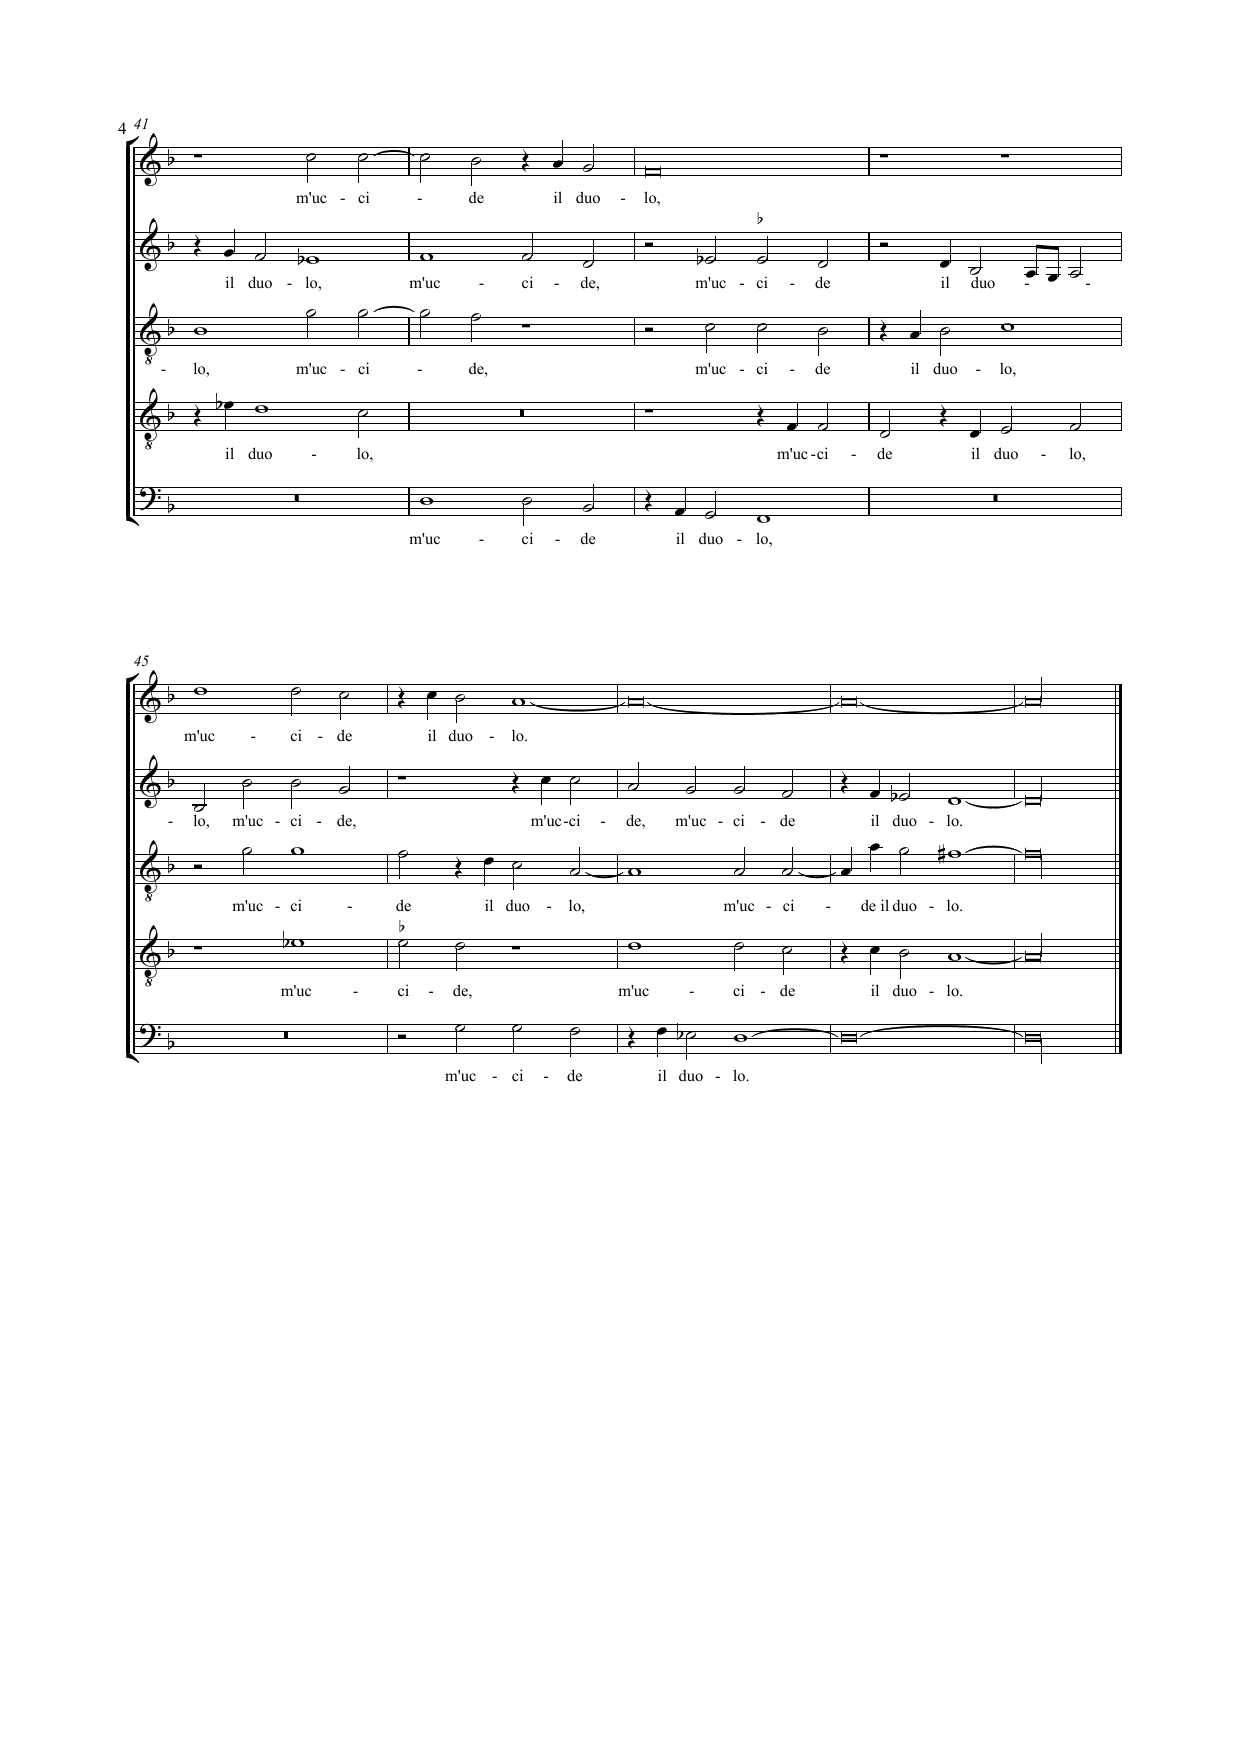 4 41
m'uc - ci - de il duo - lo,
il duo - lo, m'uc - ci - de, m'uc - ci - de il duo - -
- lo, m'uc - ci - de, m'uc - ci - de il duo - lo,
il duo - lo, m'uc - ci - de il duo - lo,
m'uc - ci - de il duo - lo,
45
m'uc - ci - de il duo - lo.
- lo, m'uc - ci - de, m'uc - ci - de, m'uc - ci - de il duo - lo.
m'uc - ci - de il duo - lo, m'uc - ci - de il duo - lo.
m'uc - ci - de, m'uc - ci - de il duo - lo.
m'uc - ci - de il duo - lo.